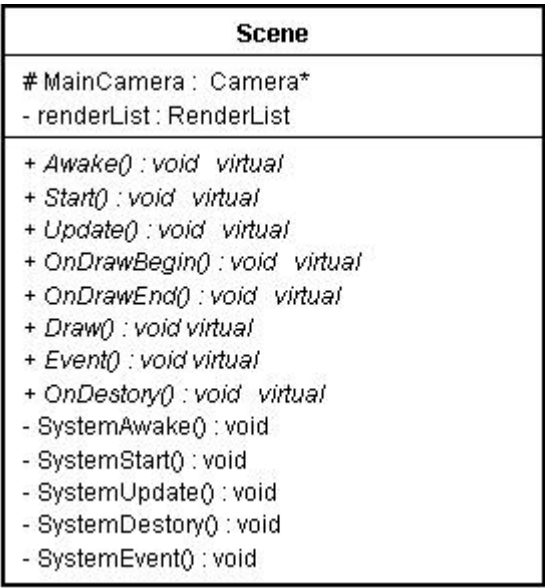 Scene
# MainCamera : Camera*
- renderList : RenderList
+ Awake() : void virtual
+ Start() : void virtual
+ Update() : void virtual
+ OnDrawBegin() : void virtual
+ OnDrawEnd() : void virtual
+ Draw() : void virtual
+ Event() : void virtual
+ OnDestory() : void virtual
- SystemAwake() : void
- SystemStart() : void
- SystemUpdate() : void
- SystemDestory() : void
- SystemEvent() : void